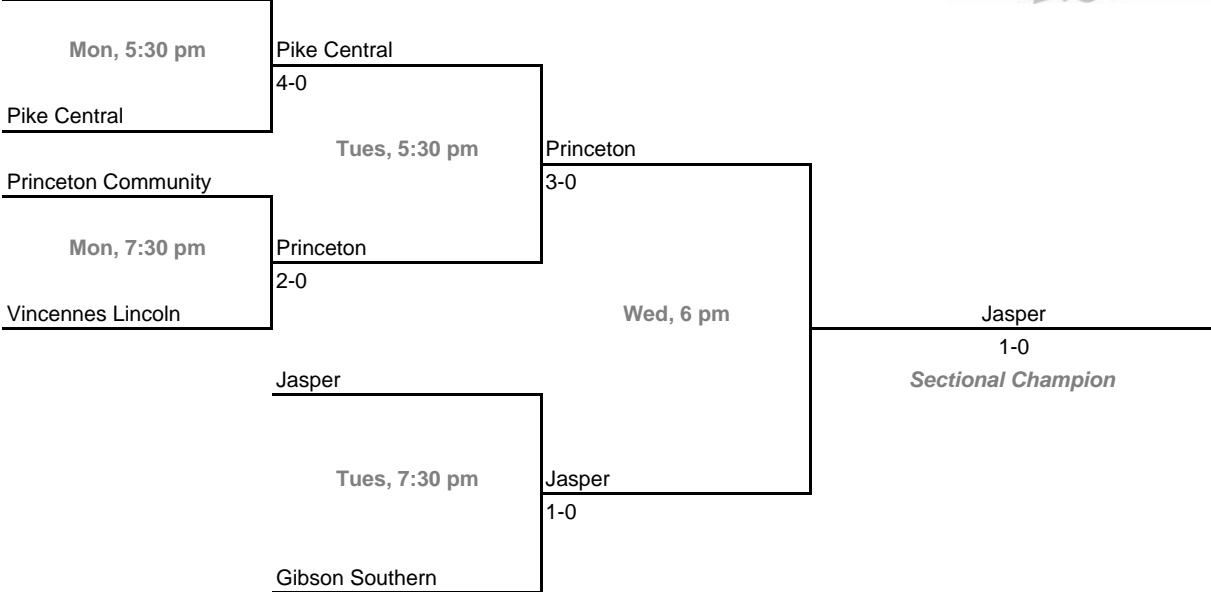 Mon, 5:30 pm
Pike Central
4-0
Pike Central
Tues, 5:30 pm
Princeton
3-0
Princeton Community
Mon, 7:30 pm
Princeton
2-0
Vincennes Lincoln
Wed, 6 pm
Jasper
1-0
Sectional Champion
Jasper
Tues, 7:30 pm
Jasper
1-0
Gibson Southern